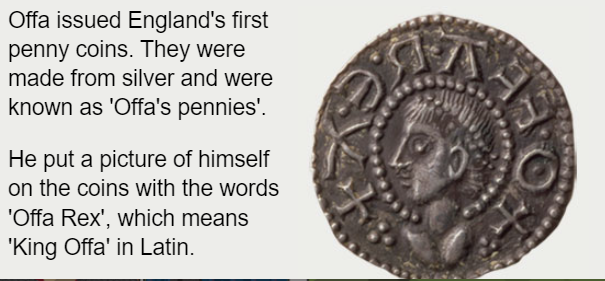 Offa issued England's first
penny coins. They were
made from silver and were
known as 'Offa's pennies'.
He put a picture of himself
on the coins with the words
'Offa Rex', which means
'King Offa' in Latin.
+OFFA·REX+